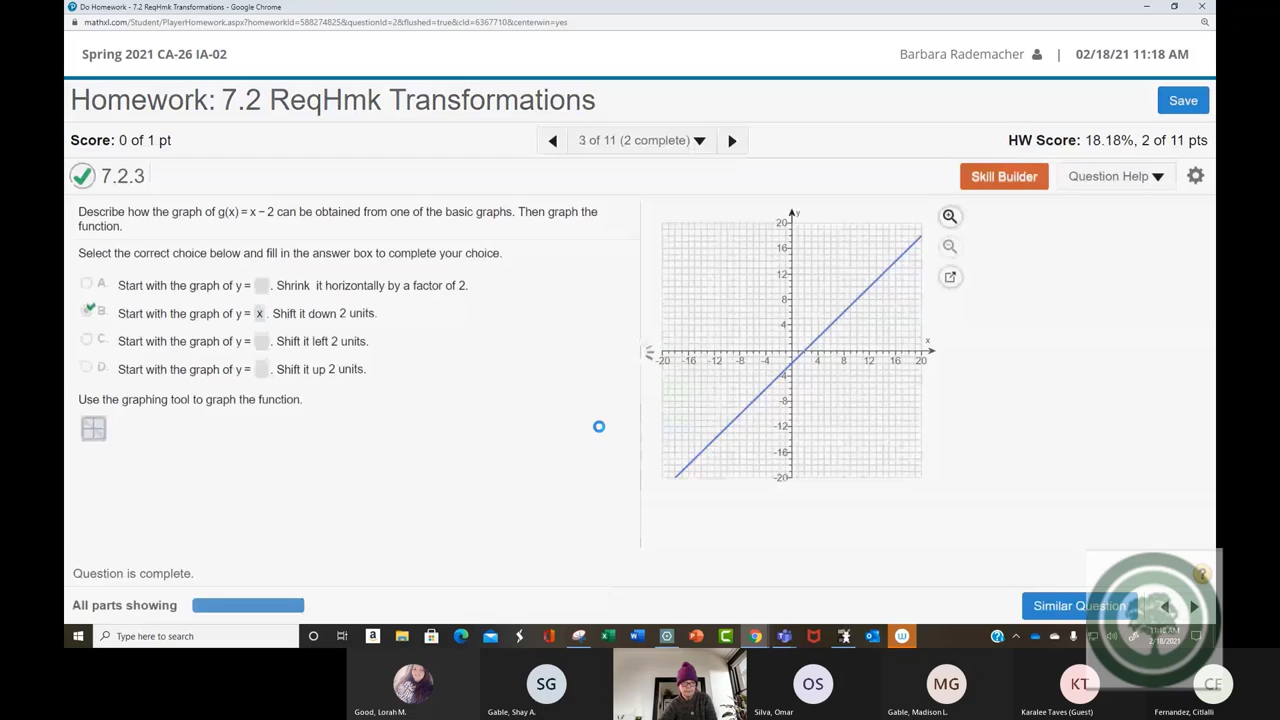 Do Homework - 7.2 ReqHmk Transformations - Google Chrome
mathxl.com/Student/PlayerHomework.aspx?homeworkId=588274825&questionId=2&flushed=true&cId=6367710&centerwin=yes
Spring 2021 CA-26 IA-02
Barbara Rademacher | 02/18/21 11:18 AM
Homework: 7.2 ReqHmk Transformations
Save
Score: 0 of 1 pt
3 of 11 (2 complete)
HW Score: 18.18%, 2 of 11 pts
7.2.3
Skill Builder
Question Help
Describe how the graph of g(x) = x − 2 can be obtained from one of the basic graphs. Then graph the
function.
Select the correct choice below and fill in the answer box to complete your choice.
A. Start with the graph of y = . Shrink it horizontally by a factor of 2.
B. Start with the graph of y = x . Shift it down 2 units.
C. Start with the graph of y = . Shift it left 2 units.
D. Start with the graph of y = . Shift it up 2 units.
Use the graphing tool to graph the function.
y
20
16
12
8
4
x
-20 -16 -12 -8 -4 4 8 12 16 20
-4
-8
-12
-16
-20
Question is complete.
All parts showing
Similar Question
Type here to search
11:18 AM
2/18/2021
SG
OS
MG
KT
CE
Good, Lorah M.
Gable, Shay A.
Silva, Omar
Gable, Madison L.
Karalee Taves (Guest)
Fernandez, Citlalli